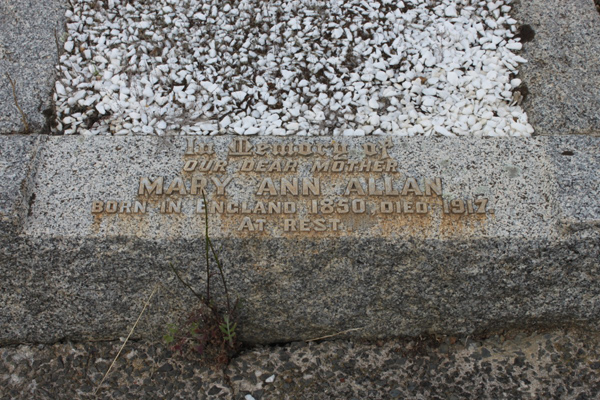 In Memory of
OUR DEAR MOTHER
MARY ANN ALLAN
BORN IN ENGLAND 1850. DIED 1917.
AT REST.